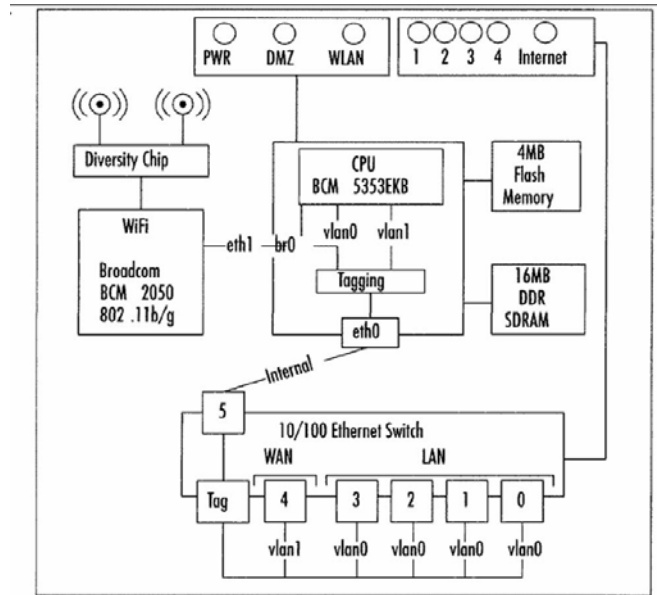 PWR DMZ WLAN
1 2 3 4 Internet
Diversity Chip
WiFi
Broadcom
BCM 2050
802 .11b/g
CPU
BCM 5353EKB
vlan0 vlan1
eth1 br0
Tagging
eth0
4MB
Flash
Memory
16MB
DDR
SDRAM
Internal
5
10/100 Ethernet Switch
WAN LAN
Tag 4 3 2 1 0
vlan1 vlan0 vlan0 vlan0 vlan0